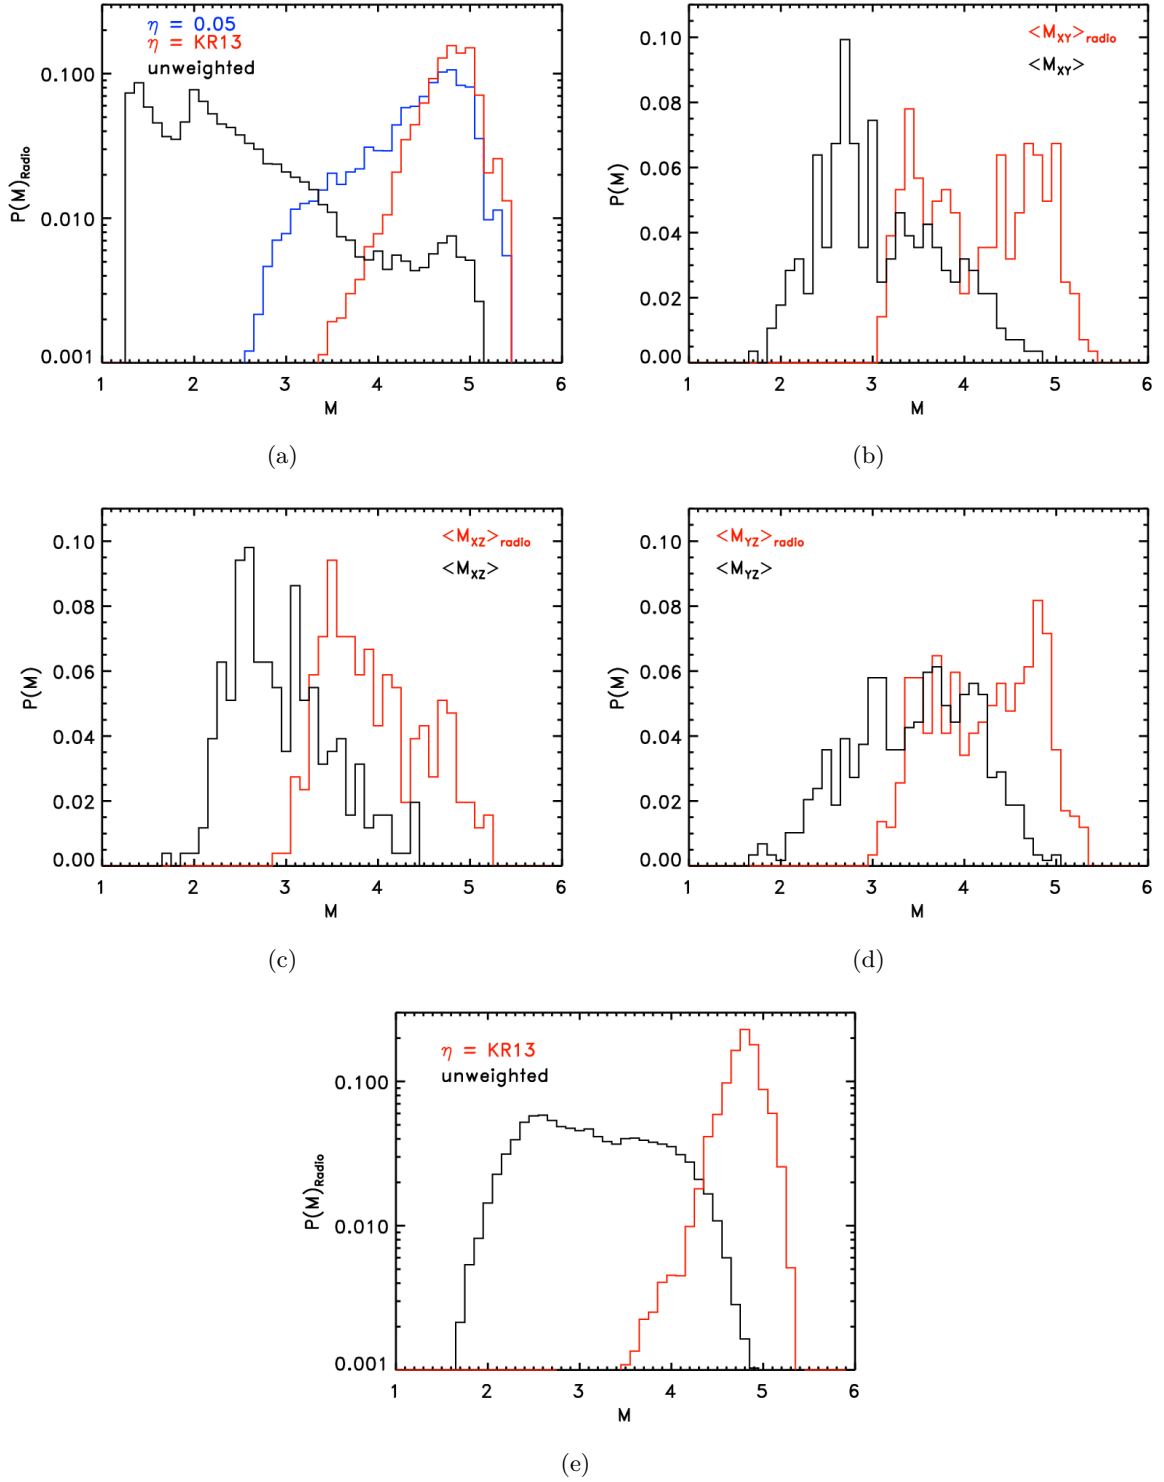 η = 0.05
η = KR13
unweighted
0.100
0.010
0.001
P(M)Radio
1 2 3 4 5 6
M
(a)
<MXY>radio
<MXY>
0.10
0.08
0.06
0.04
0.02
0.00
P(M)
1 2 3 4 5 6
M
(b)
<MXZ>radio
<MXZ>
0.10
0.08
0.06
0.04
0.02
0.00
P(M)
1 2 3 4 5 6
M
(c)
<MYZ>radio
<MYZ>
0.10
0.08
0.06
0.04
0.02
0.00
P(M)
1 2 3 4 5 6
M
(d)
η = KR13
unweighted
0.100
0.010
0.001
P(M)Radio
1 2 3 4 5 6
M
(e)